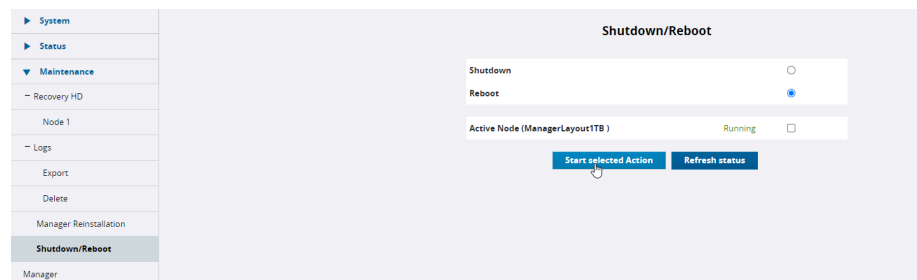 System
Status
Maintenance
− Recovery HD
Node 1
− Logs
Export
Delete
Manager Reinstallation
Shutdown/Reboot
Manager
Shutdown/Reboot
Shutdown
Reboot
Active Node (ManagerLayout1TB ) Running
Start selected Action Refresh status